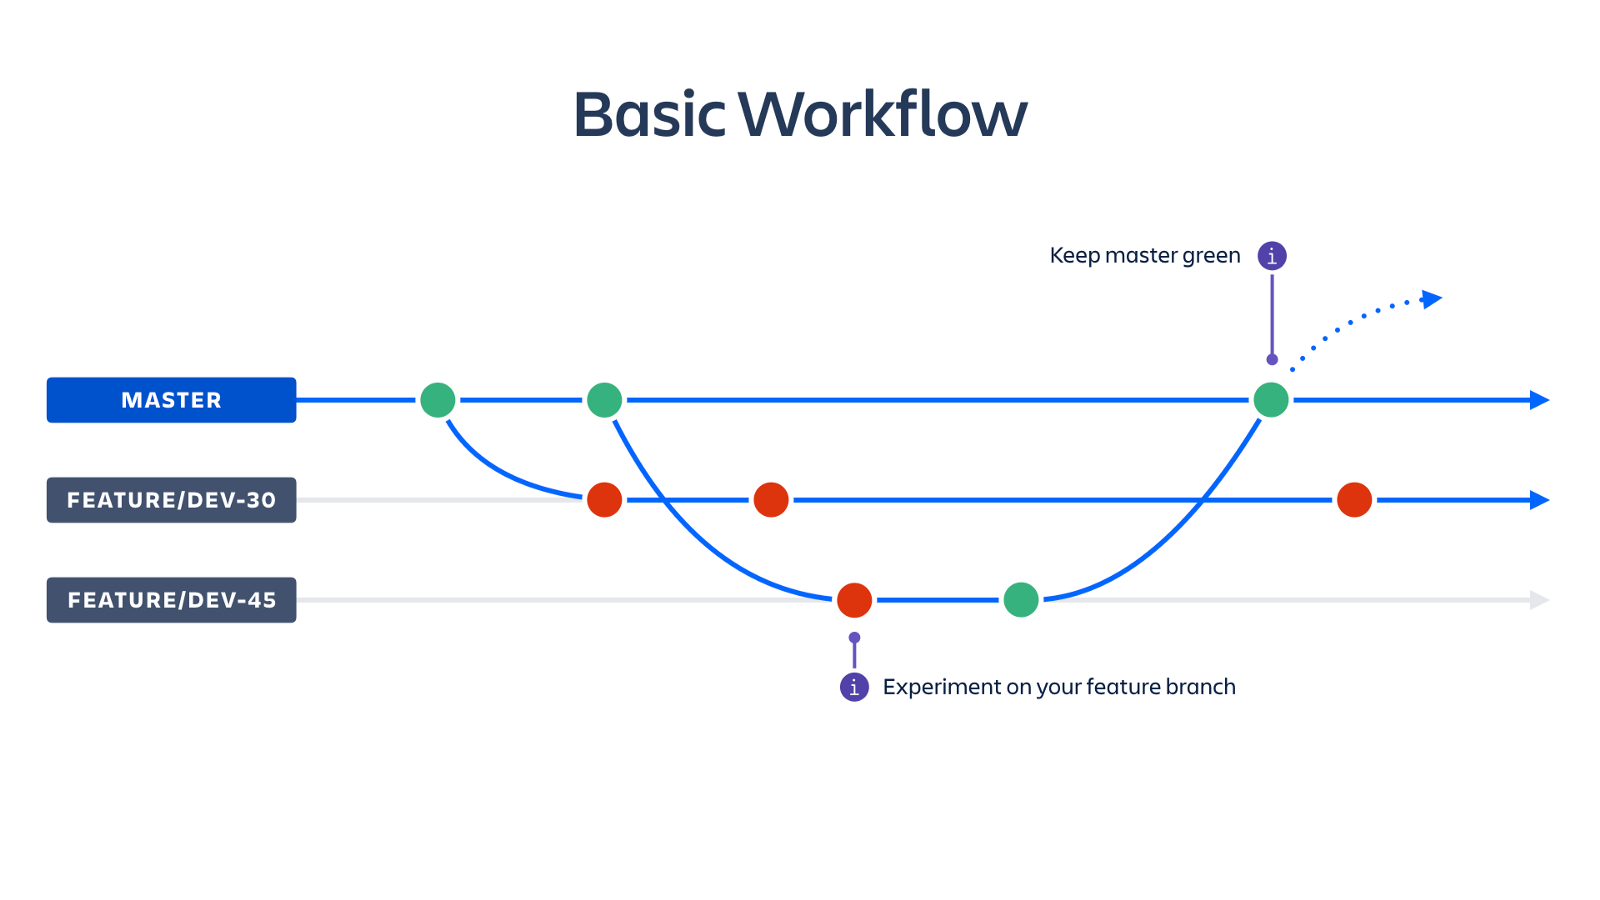 Basic Workflow
Keep master green i
MASTER
FEATURE/DEV-30
FEATURE/DEV-45
i Experiment on your feature branch